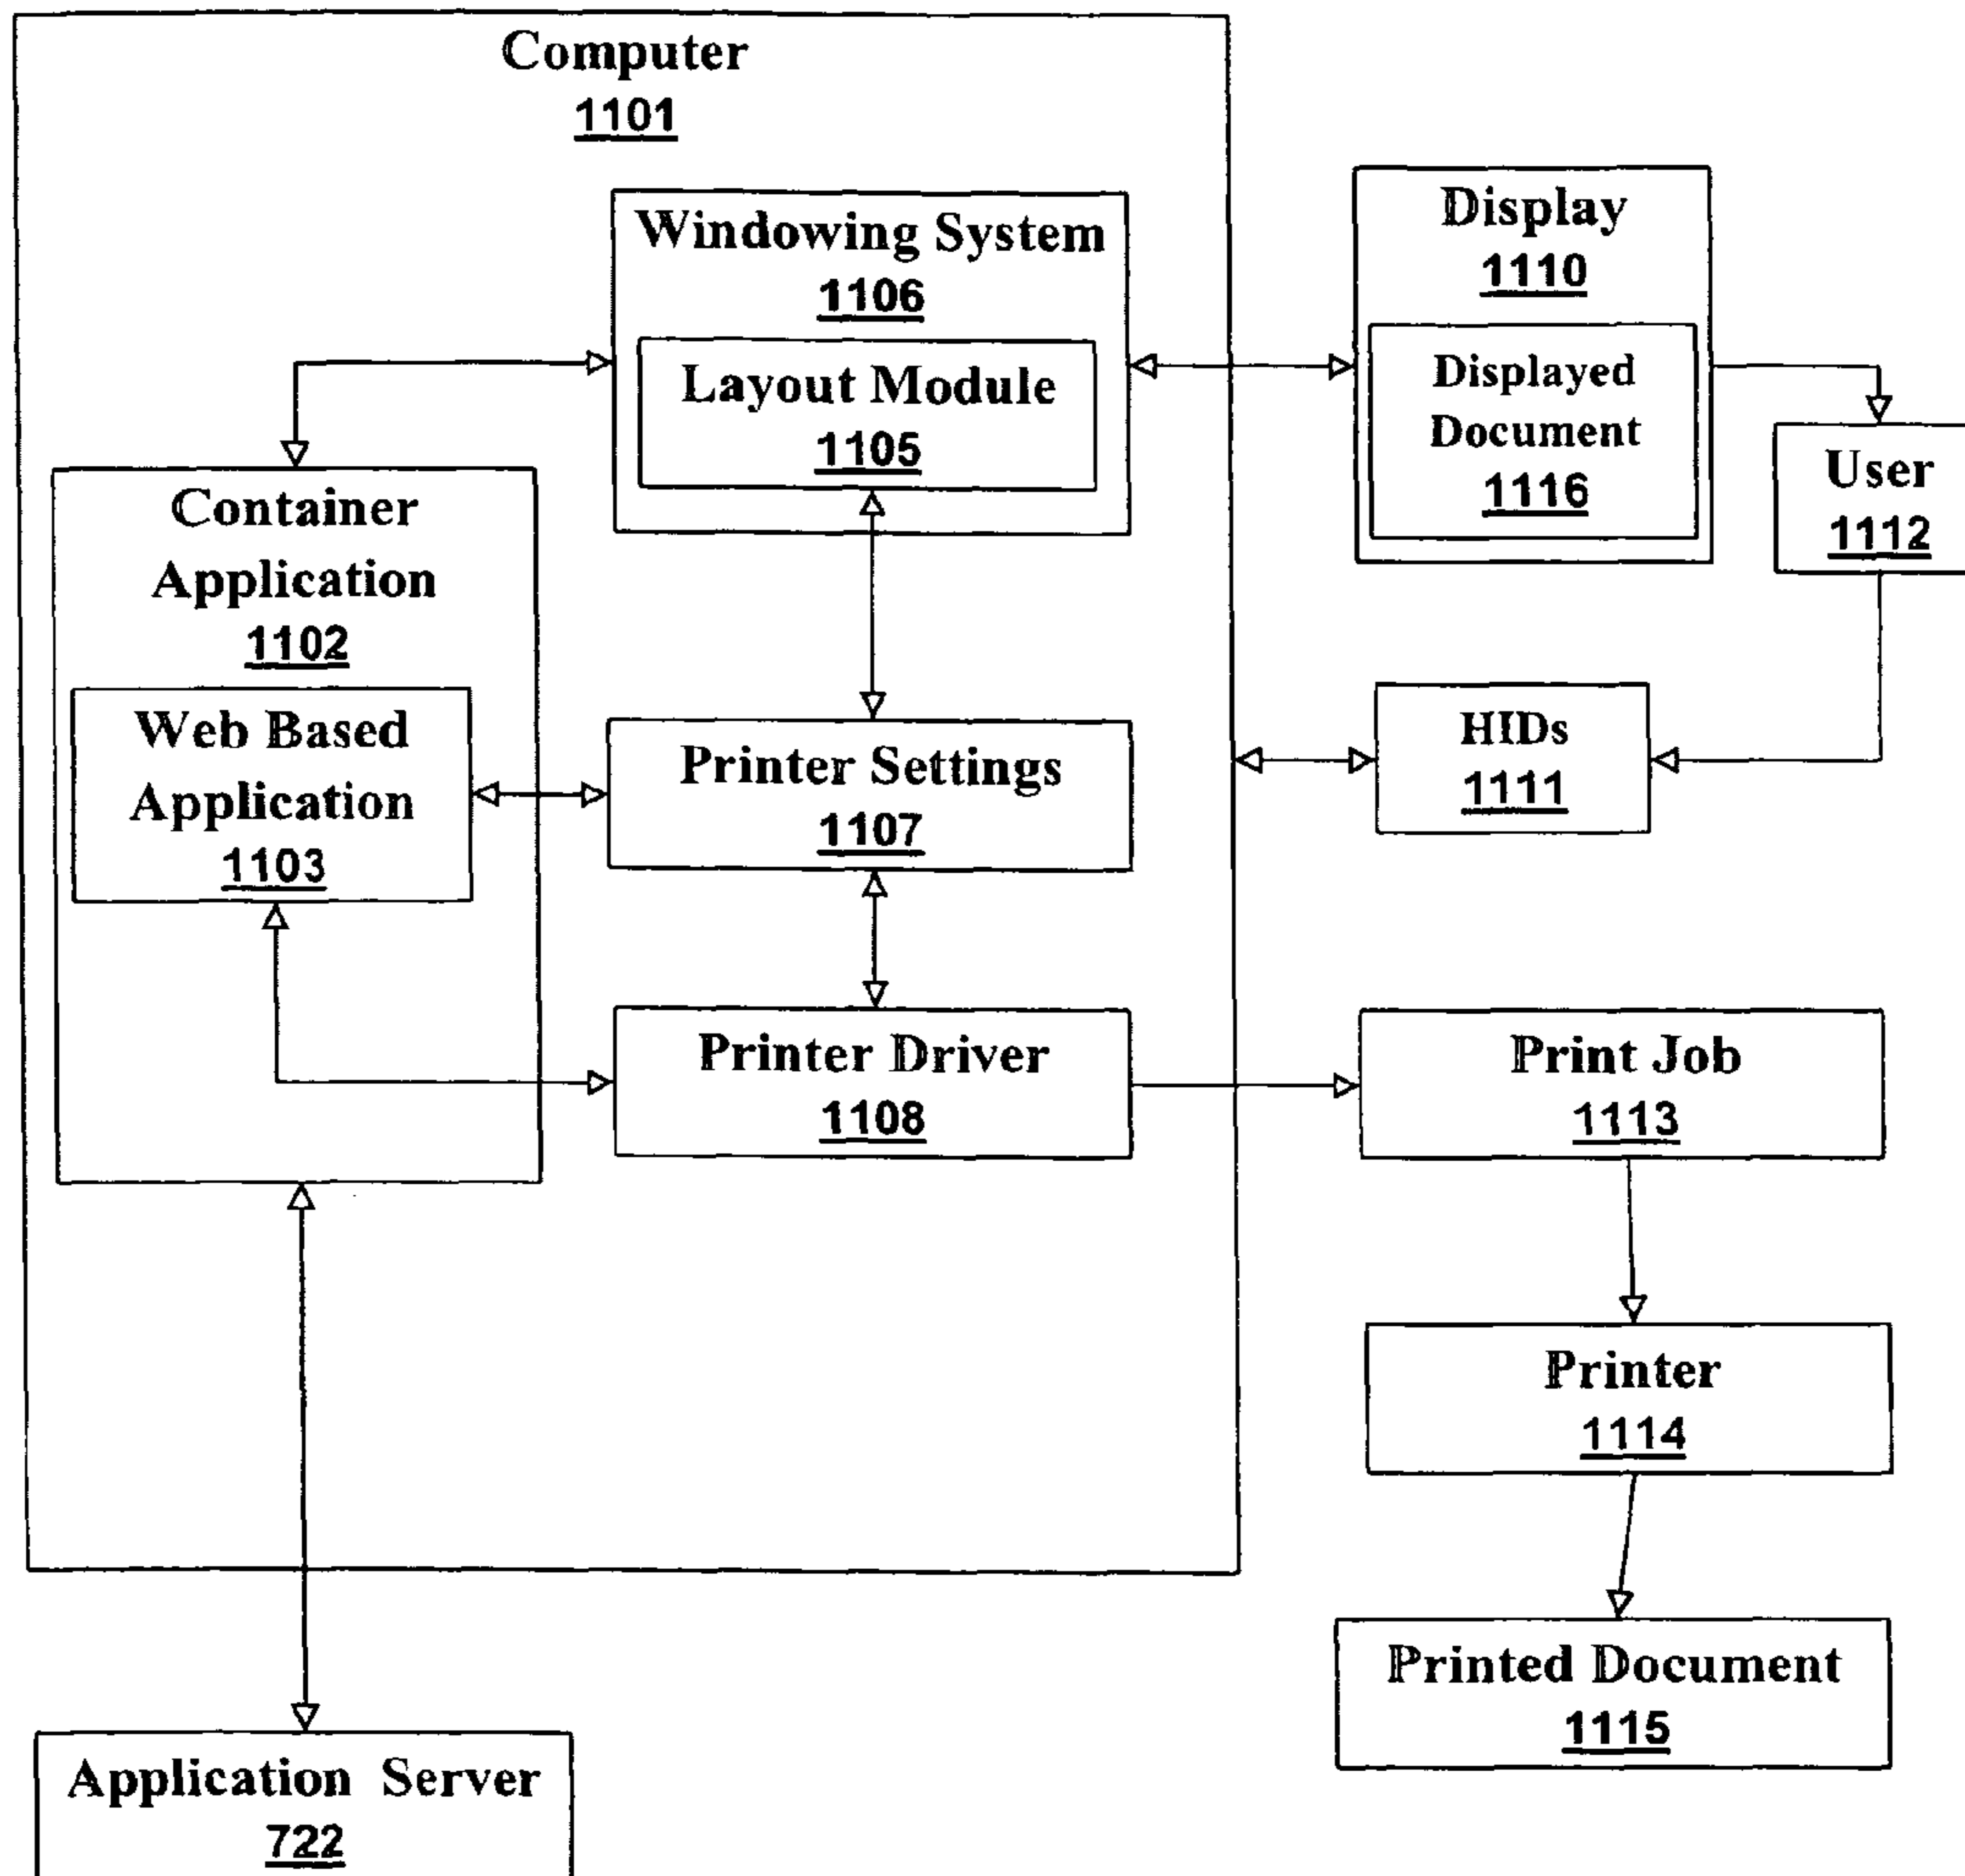 Computer
1101
Windowing System
1106
Layout Module
1105
Display
1110
Displayed
Document
1116
User
1112
Container
Application
1102
Web Based
Application
1103
Printer Settings
1107
HIDs
1111
Printer Driver
1108
Print Job
1113
Printer
1114
Printed Document
1115
Application Server
722